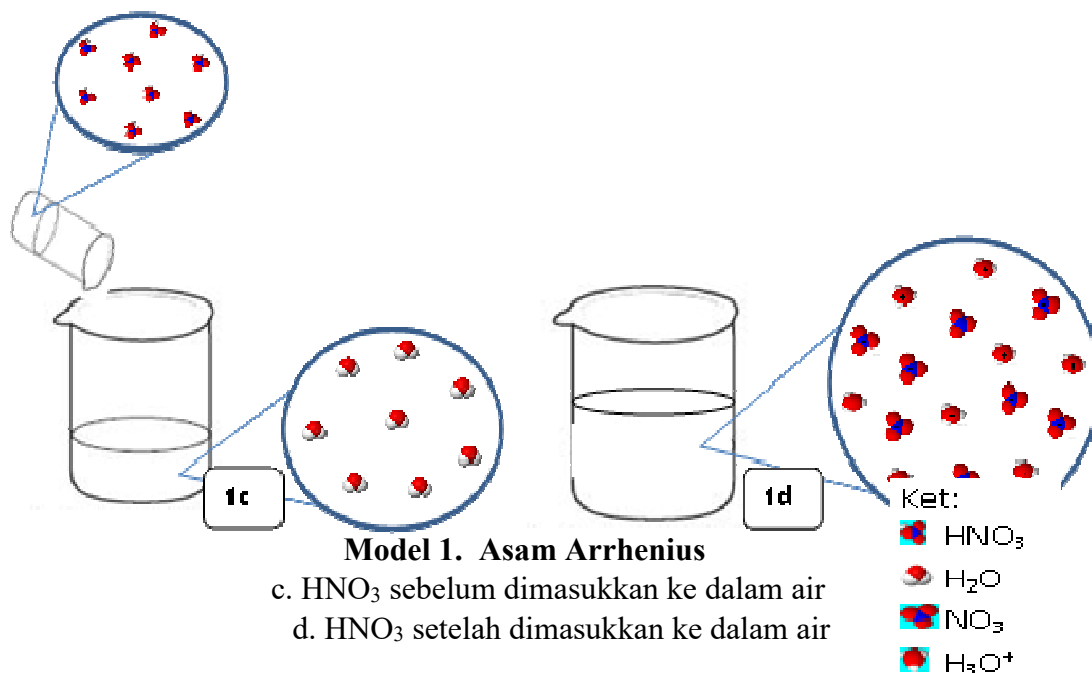 1c
1d
Ket:
HNO₃
H₂O
NO₃
H₃O⁺
Model 1. Asam Arrhenius
c. HNO₃ sebelum dimasukkan ke dalam air
d. HNO₃ setelah dimasukkan ke dalam air